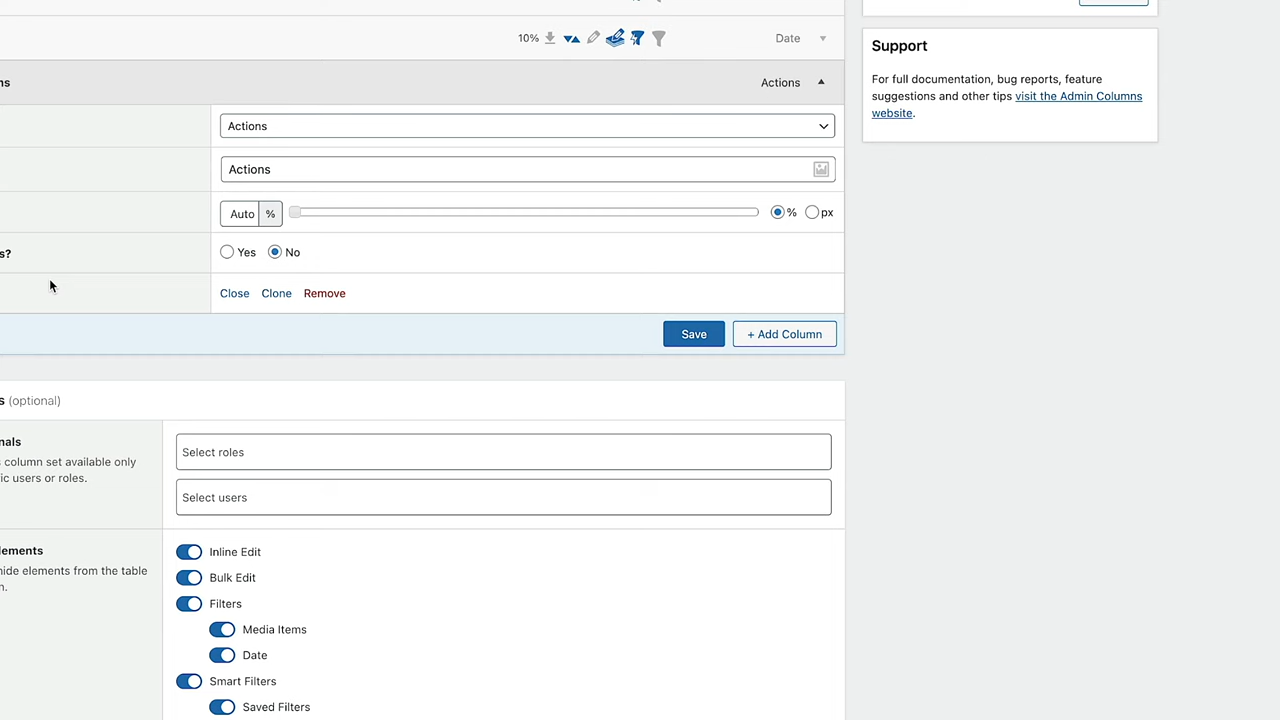 10%
Date
Support
For full documentation, bug reports, feature
suggestions and other tips visit the Admin Columns
website.
ns
Actions
Actions
Actions
Auto
%
%
px
s?
Yes
No
Close
Clone
Remove
Save
+ Add Column
s (optional)
nals
s column set available only
ic users or roles.
Select roles
Select users
lements
hide elements from the table
n.
Inline Edit
Bulk Edit
Filters
Media Items
Date
Smart Filters
Saved Filters